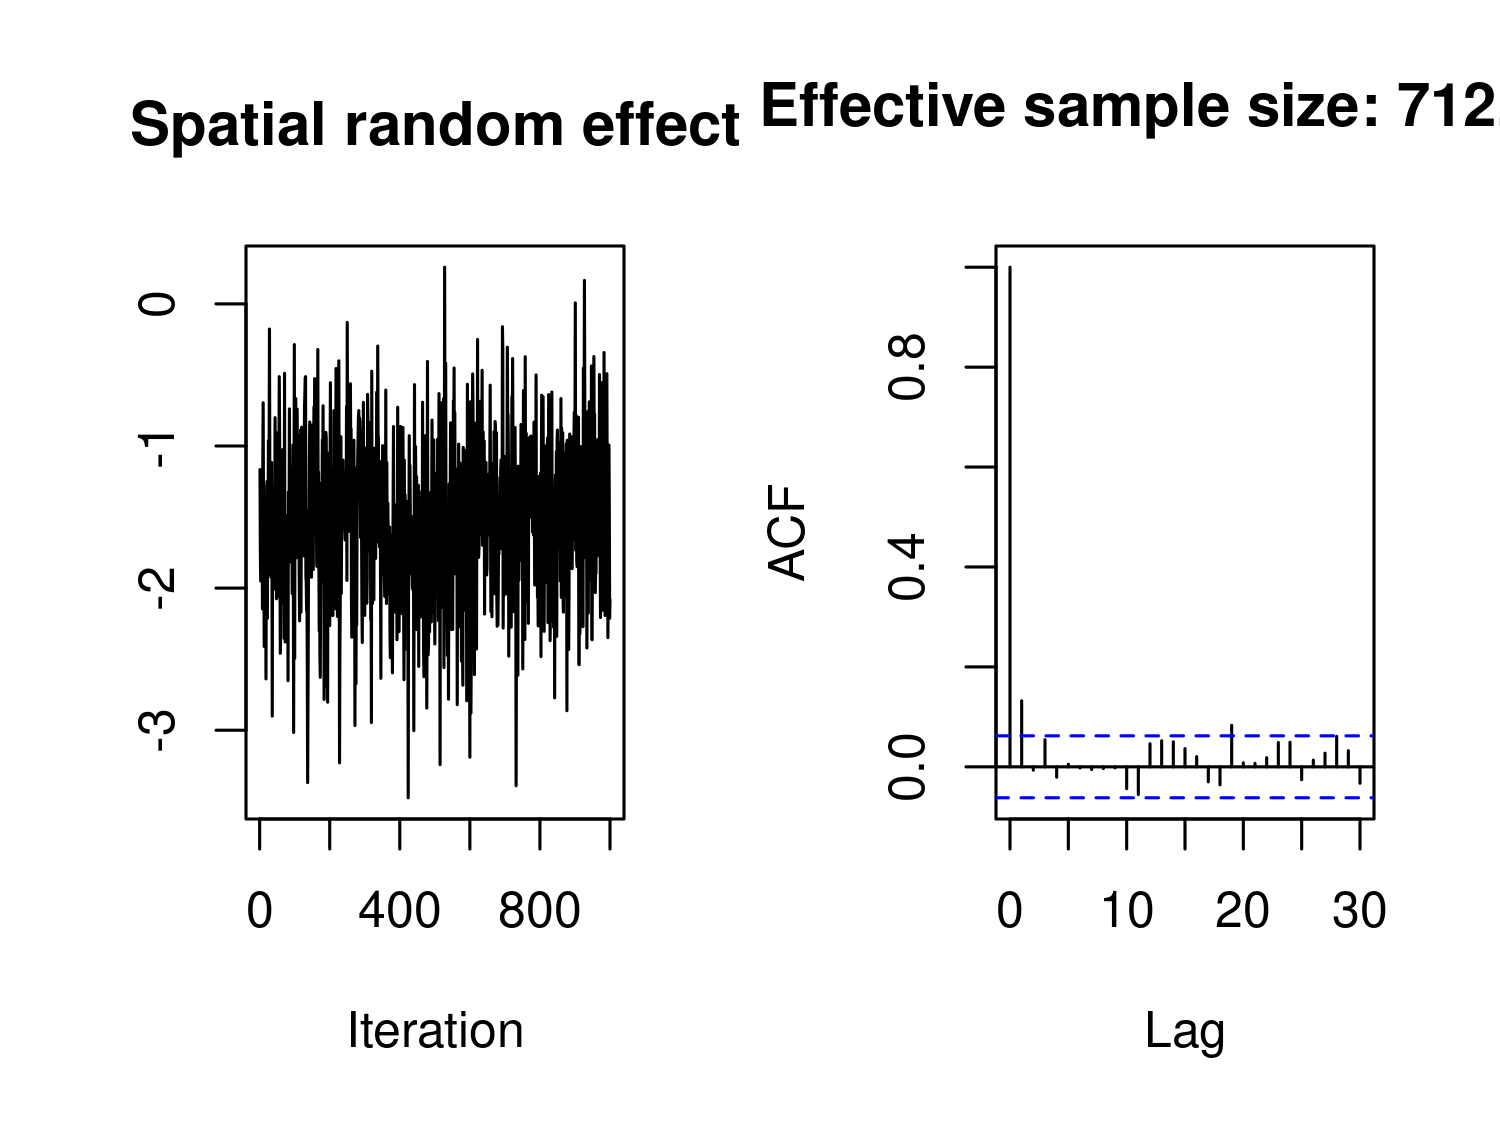 Spatial random effect
Effective sample size: 712.
0
-1
-2
-3
0 400 800
Iteration
ACF
0.8
0.4
0.0
0 10 20 30
Lag